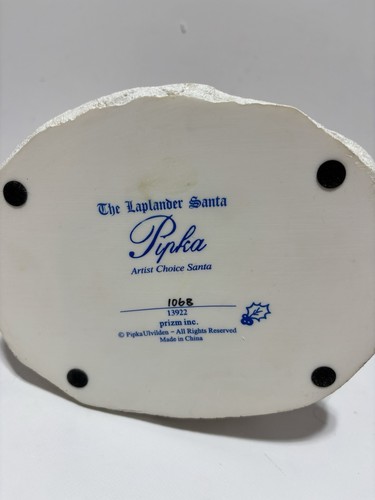 The Laplander Santa
Pipka
Artist Choice Santa
1068
13922
prizm inc.
© PipkaUlvilden ~ All Rights Reserved
Made in China